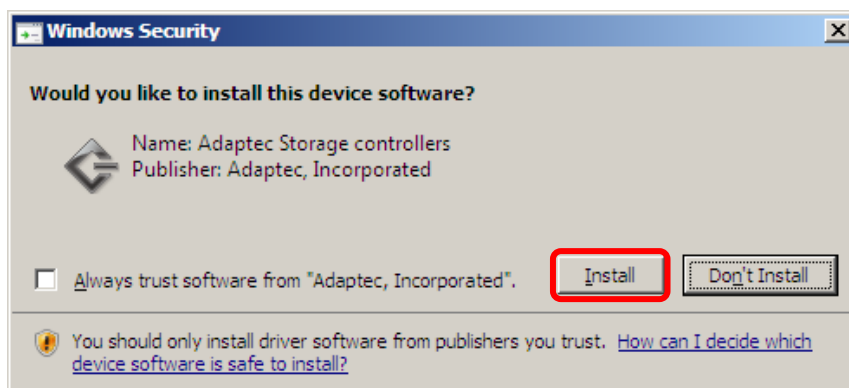 Windows Security
Would you like to install this device software?
Name: Adaptec Storage controllers
Publisher: Adaptec, Incorporated
Always trust software from "Adaptec, Incorporated".
Install
Don't Install
You should only install driver software from publishers you trust. How can I decide which
device software is safe to install?